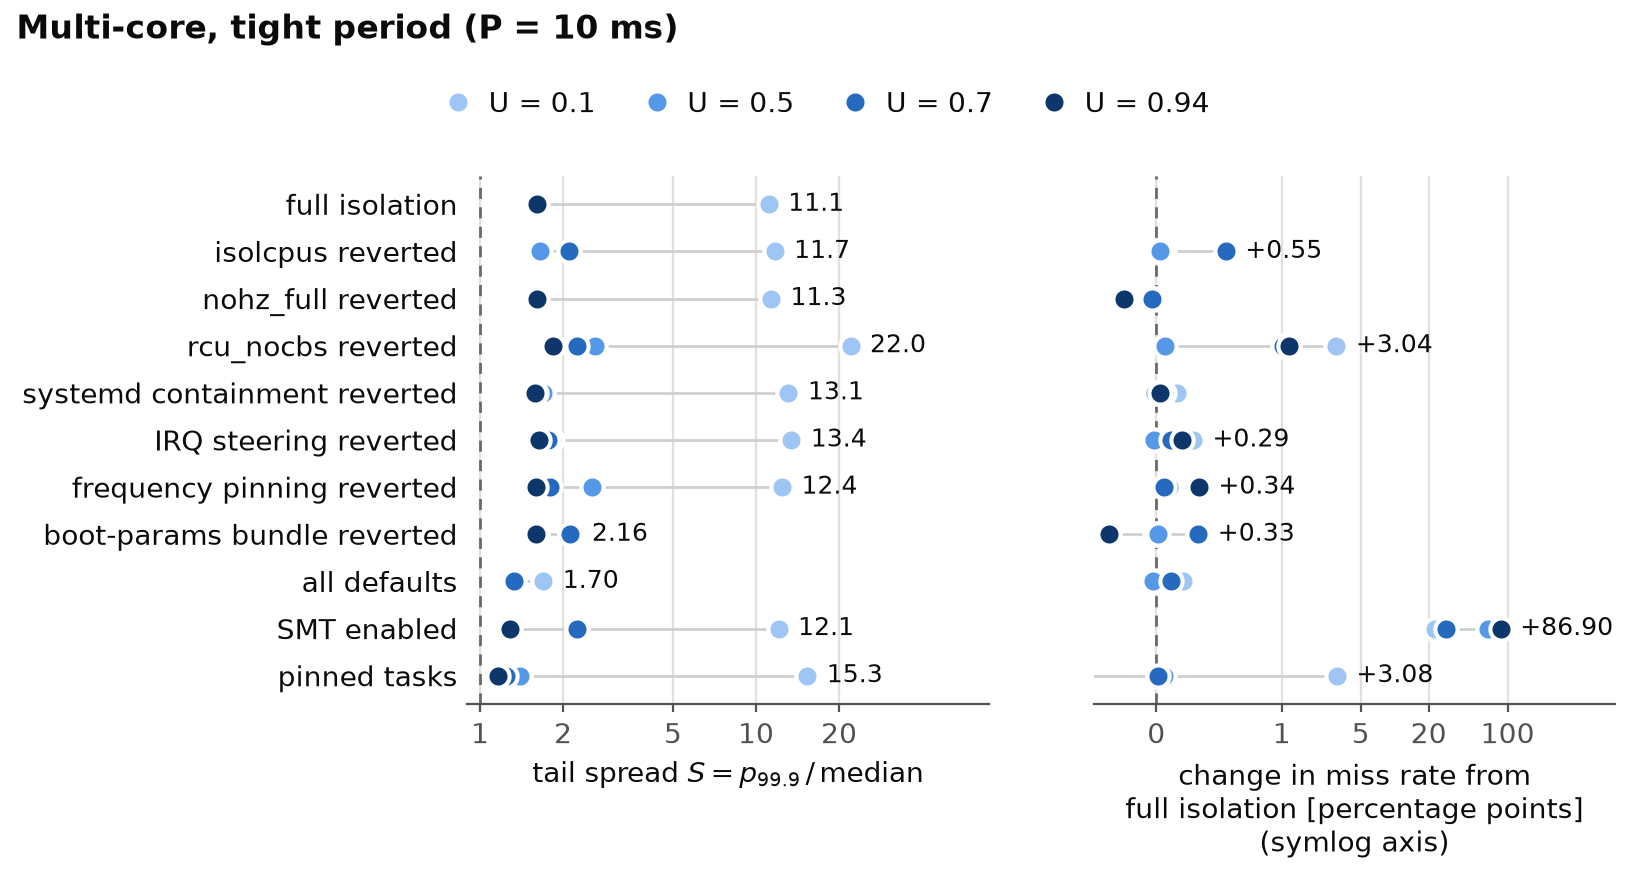 Multi-core, tight period (P = 10 ms)
U = 0.1 U = 0.5 U = 0.7 U = 0.94
full isolation 11.1
isolcpus reverted 11.7 +0.55
nohz_full reverted 11.3
rcu_nocbs reverted 22.0 +3.04
systemd containment reverted 13.1
IRQ steering reverted 13.4 +0.29
frequency pinning reverted 12.4 +0.34
boot-params bundle reverted 2.16 +0.33
all defaults 1.70
SMT enabled 12.1 +86.90
pinned tasks 15.3 +3.08
1 2 5 10 20 0 1 5 20 100
tail spread S = p99.9 / median
change in miss rate from
full isolation [percentage points]
(symlog axis)